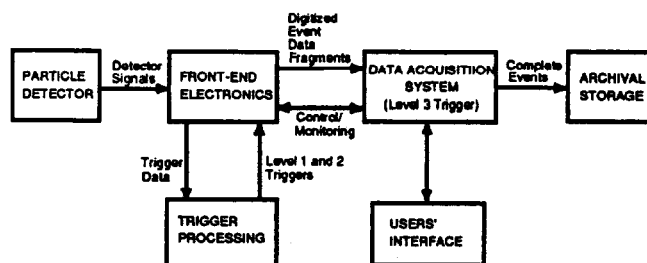 Digitized
Event
Data
Fragments
Detector
Signals
Complete
Events
PARTICLE
DETECTOR
FRONT-END
ELECTRONICS
DATA ACQUISITION
SYSTEM
(Level 3 Trigger)
ARCHIVAL
STORAGE
Control/
Monitoring
Trigger
Data
Level 1 and 2
Triggers
TRIGGER
PROCESSING
USERS'
INTERFACE